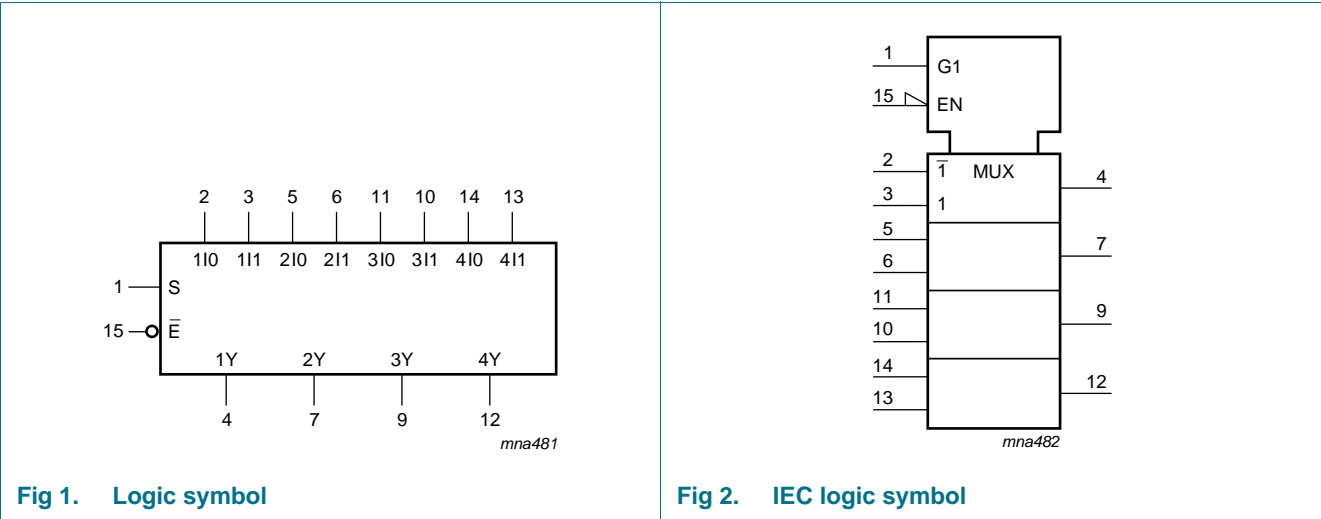 2 3 5 6 11 10 14 13
1I0 1I1 2I0 2I1 3I0 3I1 4I0 4I1
1 S
15 E̅
1Y 2Y 3Y 4Y
4 7 9 12
mna481
Fig 1. Logic symbol
1 G1
15 EN
2 1̅ MUX 4
3 1
5
7
6
11
9
10
14
12
13
mna482
Fig 2. IEC logic symbol